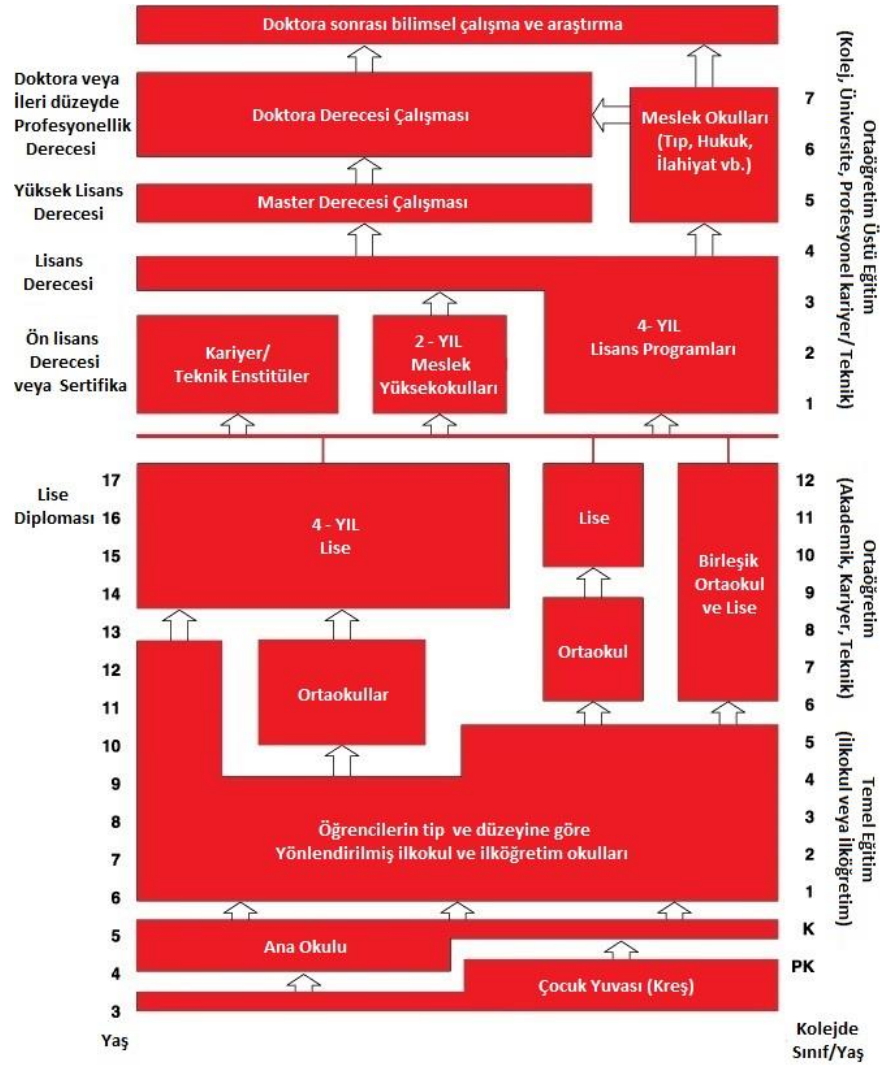 Doktora sonrası bilimsel çalışma ve araştırma
Doktora veya
İleri düzeyde
Profesyonellik
Derecesi
Doktora Derecesi Çalışması
Meslek Okulları
(Tıp, Hukuk,
İlahiyat vb.)
7
6
Yüksek Lisans
Derecesi
Master Derecesi Çalışması
5
Lisans
Derecesi
4
3
4- YIL
Lisans Programları
Ön lisans
Derecesi
veya Sertifika
Kariyer/
Teknik Enstitüler
2 - YIL
Meslek
Yüksekokulları
2
1
Ortaöğretim Üstü Eğitim
(Kolej, Üniversite, Profesyonel kariyer/ Teknik)
Lise
Diploması
17
16
15
14
13
12
11
10
9
8
7
6
5
4
3
Yaş
4 - YIL
Lise
Lise
Birleşik
Ortaokul
ve Lise
Ortaokullar
Ortaokul
Öğrencilerin tip ve düzeyine göre
Yönlendirilmiş ilkokul ve ilköğretim okulları
Ana Okulu
Çocuk Yuvası (Kreş)
12
11
10
9
8
7
6
5
4
3
2
1
K
PK
Kolejde
Sınıf/Yaş
Ortaöğretim
(Akademik, Kariyer, Teknik)
Temel Eğitim
(İlkokul veya İlköğretim)